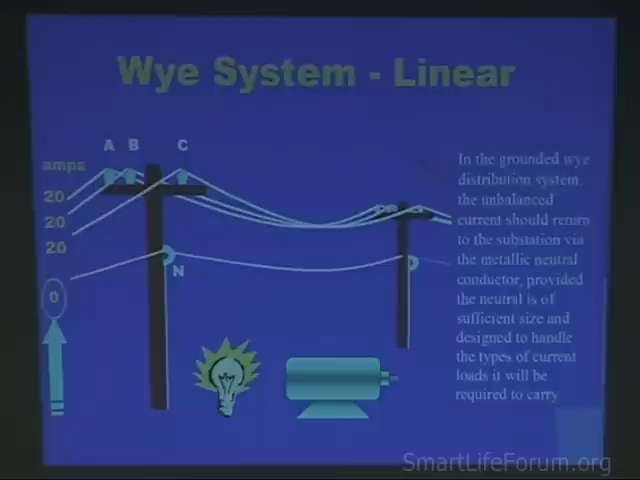 Wye System - Linear
A B C
amps
20
20
20
N
0
In the grounded wye
distribution system,
the unbalanced
current should return
to the substation via
the metallic neutral
conductor, provided
the neutral is of
sufficient size and
designed to handle
the types of current
loads it will be
required to carry
SmartLifeForum.org